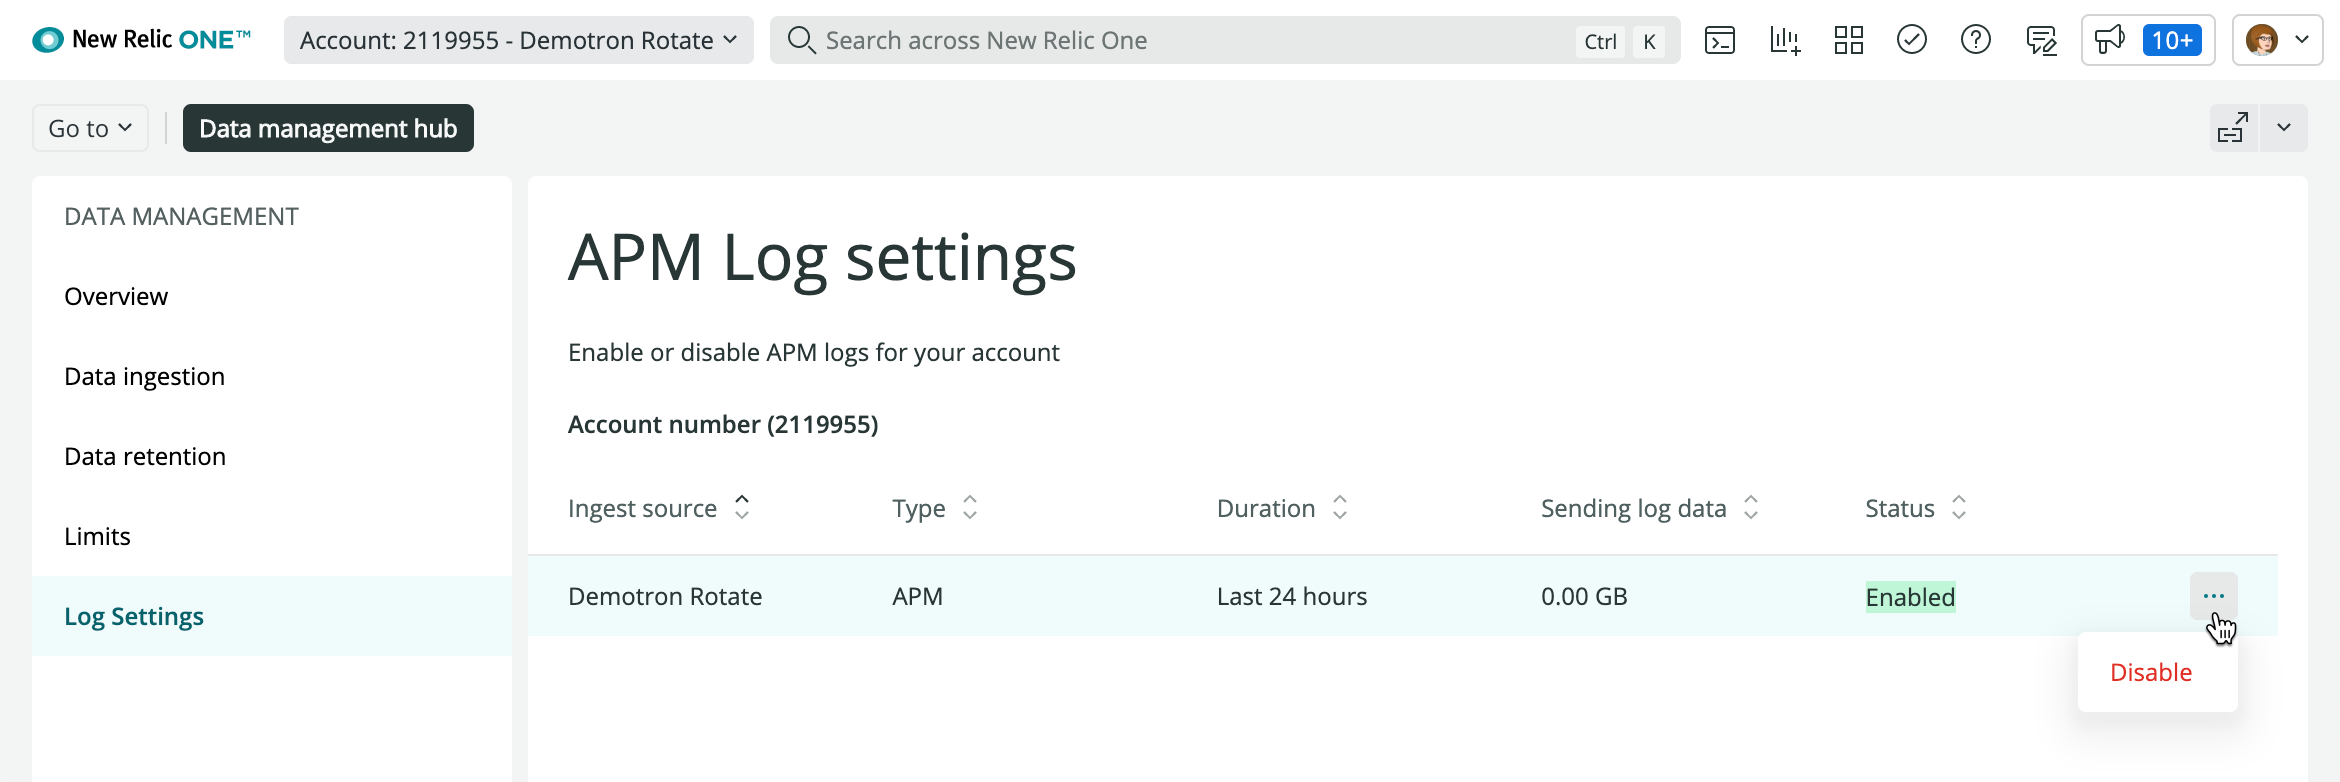 New Relic ONE™
Account: 2119955 - Demotron Rotate
Search across New Relic One
Ctrl K
10+
Go to
Data management hub
DATA MANAGEMENT
Overview
Data ingestion
Data retention
Limits
Log Settings
APM Log settings
Enable or disable APM logs for your account
Account number (2119955)
Ingest source Type Duration Sending log data Status
Demotron Rotate APM Last 24 hours 0.00 GB Enabled ...
Disable